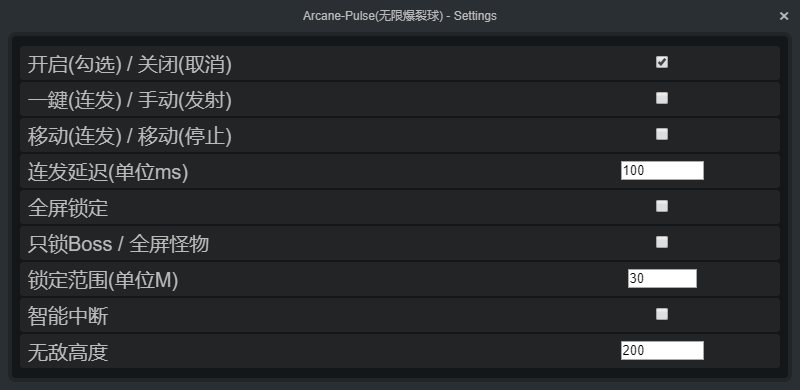 Arcane-Pulse(无限爆裂球) - Settings
×
开启(勾选) / 关闭(取消)
一鍵(连发) / 手动(发射)
移动(连发) / 移动(停止)
连发延迟(单位ms)
100
全屏锁定
只锁Boss / 全屏怪物
锁定范围(单位M)
30
智能中断
无敌高度
200